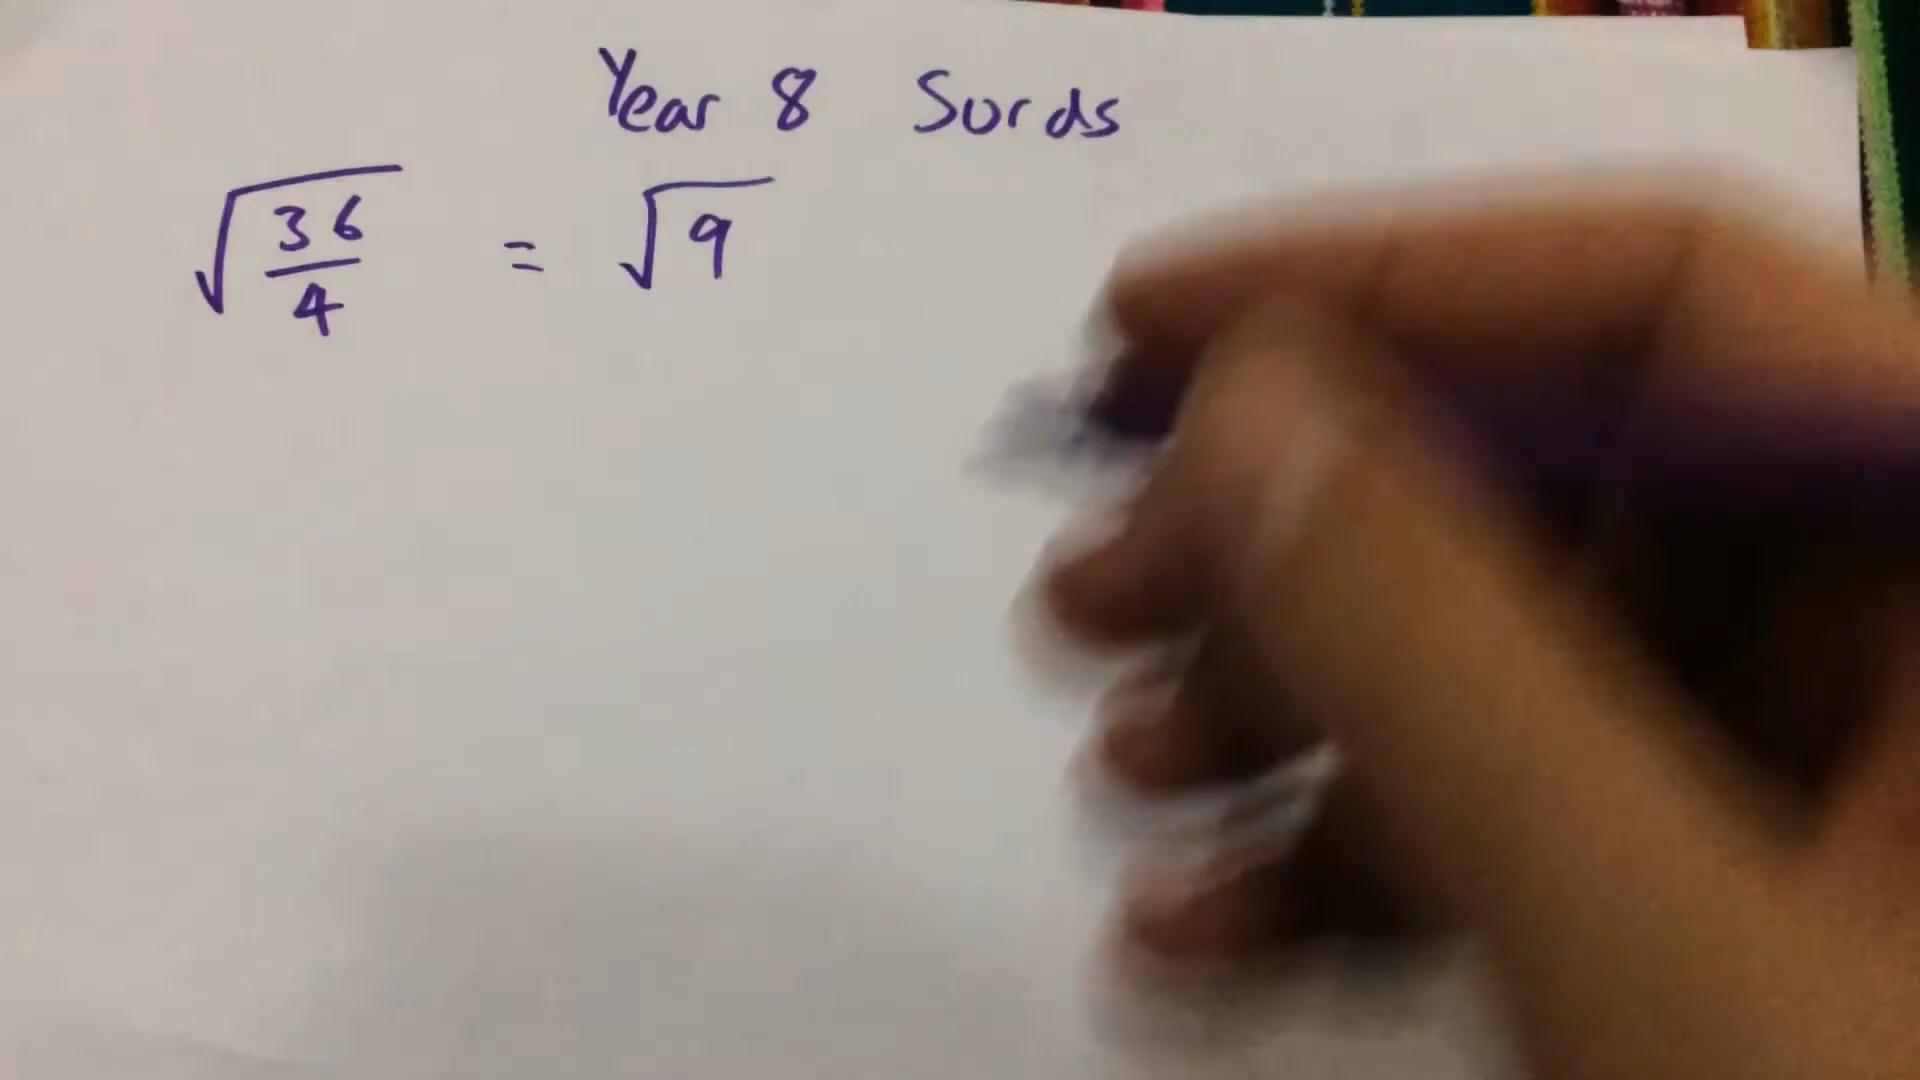 Year 8 Surds
√(36/4) = √9